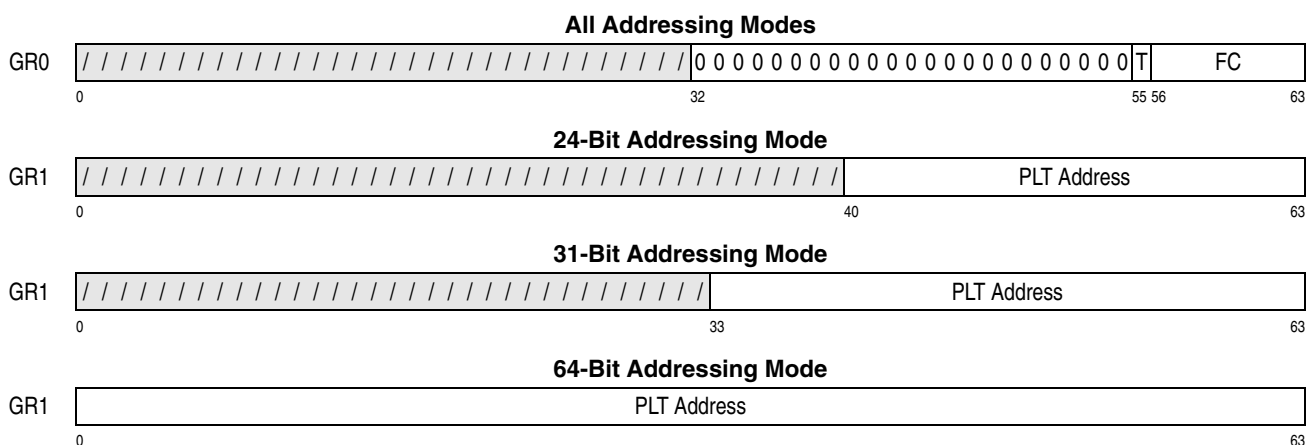 All Addressing Modes
GR0 / / / / / / / / / / / / / / / / / / / / / / / / / / / / / / / / 0 0 0 0 0 0 0 0 0 0 0 0 0 0 0 0 0 0 0 0 0 0 0 T FC
0 32 55 56 63
24-Bit Addressing Mode
GR1 / / / / / / / / / / / / / / / / / / / / / / / / / / / / / / / / / / / / / / / / PLT Address
0 40 63
31-Bit Addressing Mode
GR1 / / / / / / / / / / / / / / / / / / / / / / / / / / / / / / / / / PLT Address
0 33 63
64-Bit Addressing Mode
GR1 PLT Address
0 63